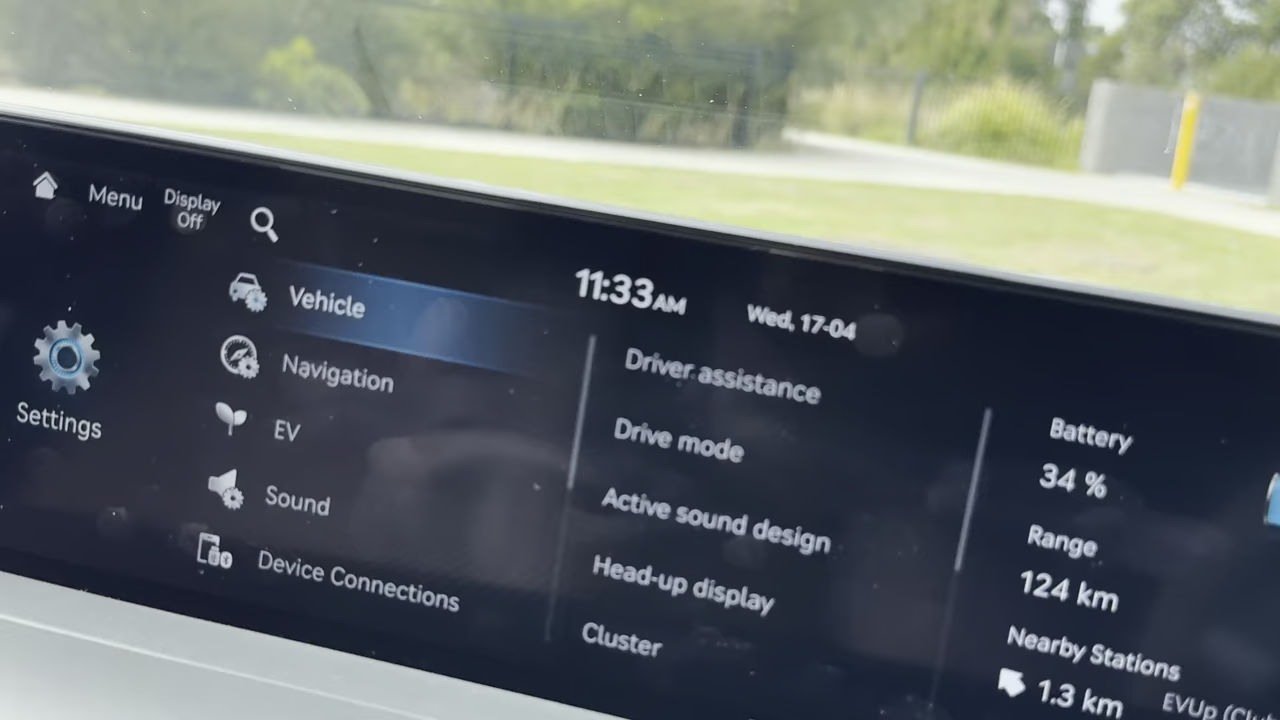 Menu
Display
Off
11:33AM
Wed, 17-04
Settings
Vehicle
Navigation
EV
Sound
Device Connections
Driver assistance
Drive mode
Active sound design
Head-up display
Cluster
Battery
34 %
Range
124 km
Nearby Stations
1.3 km EVUp